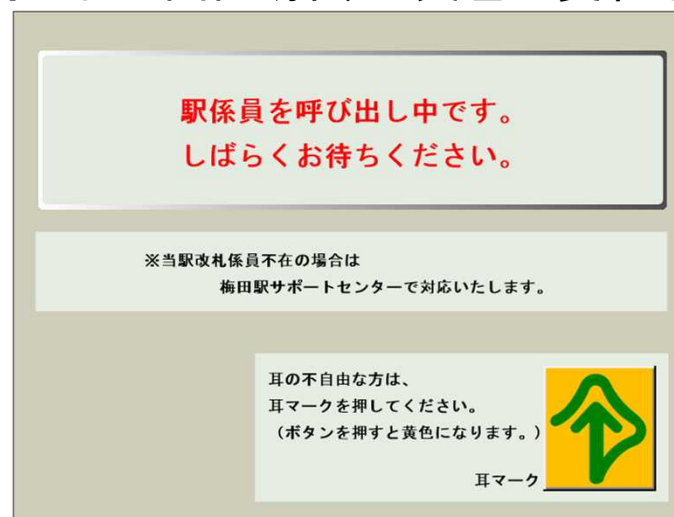 駅係員を呼び出し中です。
しばらくお待ちください。
※当駅改札係員不在の場合は
梅田駅サポートセンターで対応いたします。
耳の不自由な方は、
耳マークを押してください。
（ボタンを押すと黄色になります。）
耳マーク